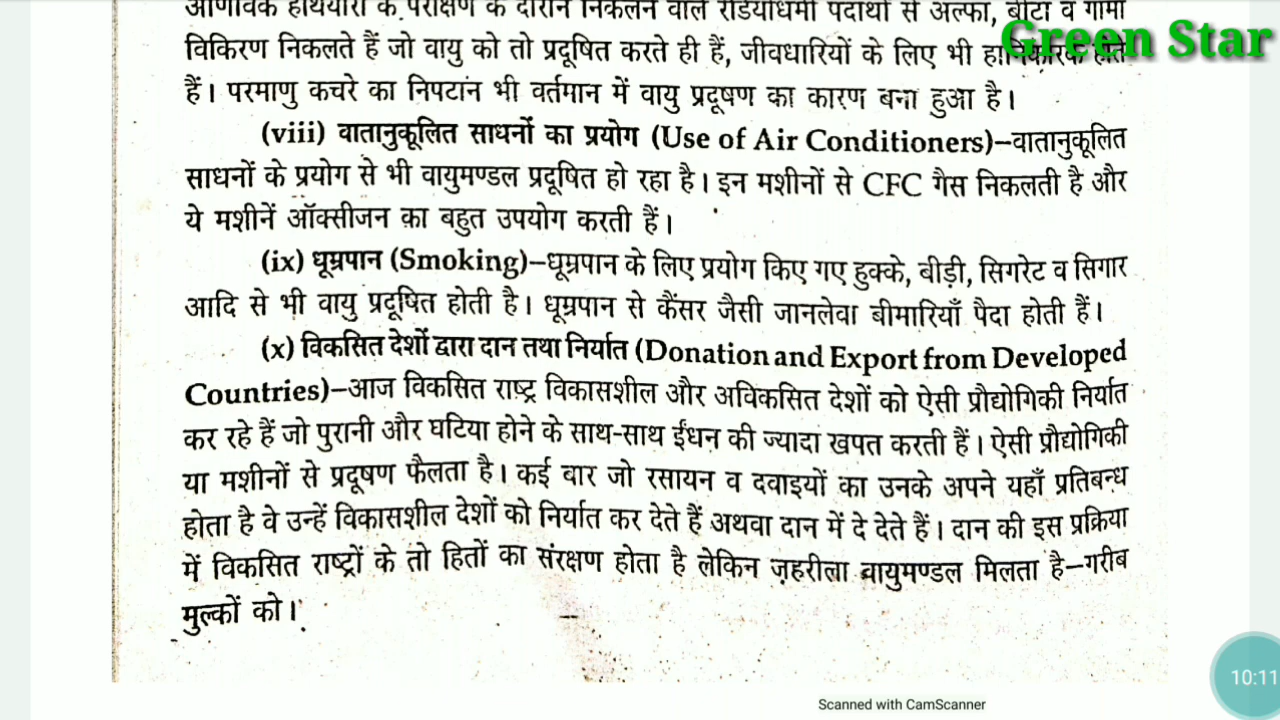 आणविक हथियारों के परीक्षण के दौरान निकलने वाले रेडियोधर्मी पदार्थों से अल्फा, बीटा व गामा
Green Star
विकिरण निकलते हैं जो वायु को तो प्रदूषित करते ही हैं, जीवधारियों के लिए भी हानिकारक होते
हैं। परमाणु कचरे का निपटान भी वर्तमान में वायु प्रदूषण का कारण बना हुआ है।
(viii) वातानुकूलित साधनों का प्रयोग (Use of Air Conditioners)–वातानुकूलित
साधनों के प्रयोग से भी वायुमण्डल प्रदूषित हो रहा है। इन मशीनों से CFC गैस निकलती है और
ये मशीनें ऑक्सीजन का बहुत उपयोग करती हैं।
(ix) धूम्रपान (Smoking)–धूम्रपान के लिए प्रयोग किए गए हुक्के, बीड़ी, सिगरेट व सिगार
आदि से भी वायु प्रदूषित होती है। धूम्रपान से कैंसर जैसी जानलेवा बीमारियाँ पैदा होती हैं।
(x) विकसित देशों द्वारा दान तथा निर्यात (Donation and Export from Developed
Countries)–आज विकसित राष्ट्र विकासशील और अविकसित देशों को ऐसी प्रौद्योगिकी निर्यात
कर रहे हैं जो पुरानी और घटिया होने के साथ-साथ ईंधन की ज्यादा खपत करती हैं। ऐसी प्रौद्योगिकी
या मशीनों से प्रदूषण फैलता है। कई बार जो रसायन व दवाइयों का उनके अपने यहाँ प्रतिबन्ध
होता है वे उन्हें विकासशील देशों को निर्यात कर देते हैं अथवा दान में दे देते हैं। दान की इस प्रक्रिया
में विकसित राष्ट्रों के तो हितों का संरक्षण होता है लेकिन ज़हरीला वायुमण्डल मिलता है–गरीब
मुल्कों को।
10:11
Scanned with CamScanner